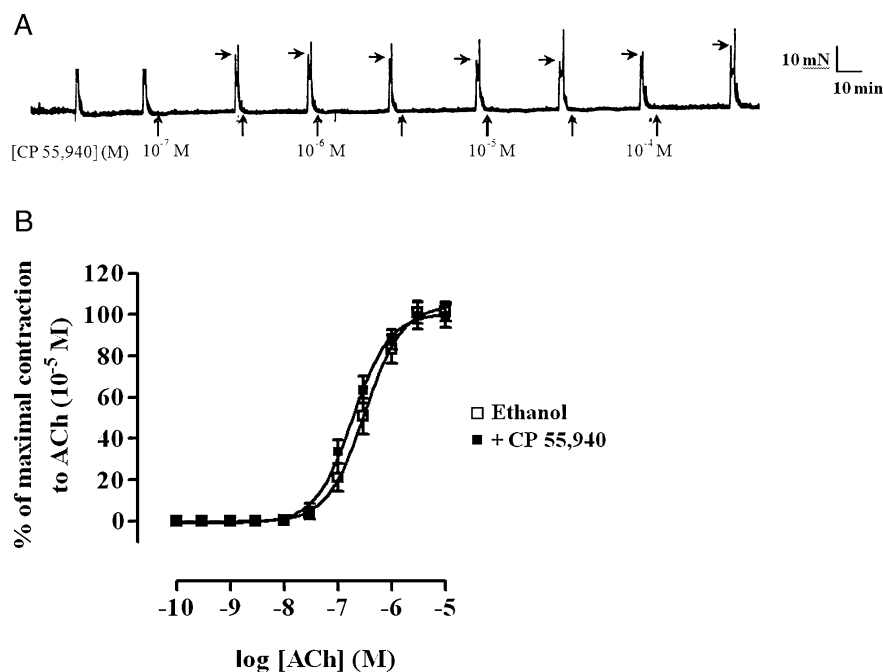 A
10 mN
10 min
[CP 55,940] (M) 10⁻⁷ M 10⁻⁶ M 10⁻⁵ M 10⁻⁴ M
B
% of maximal contraction
to ACh (10⁻⁵ M)
120
100
80
60
40
20
0
Ethanol
+ CP 55,940
-10 -9 -8 -7 -6 -5
log [ACh] (M)